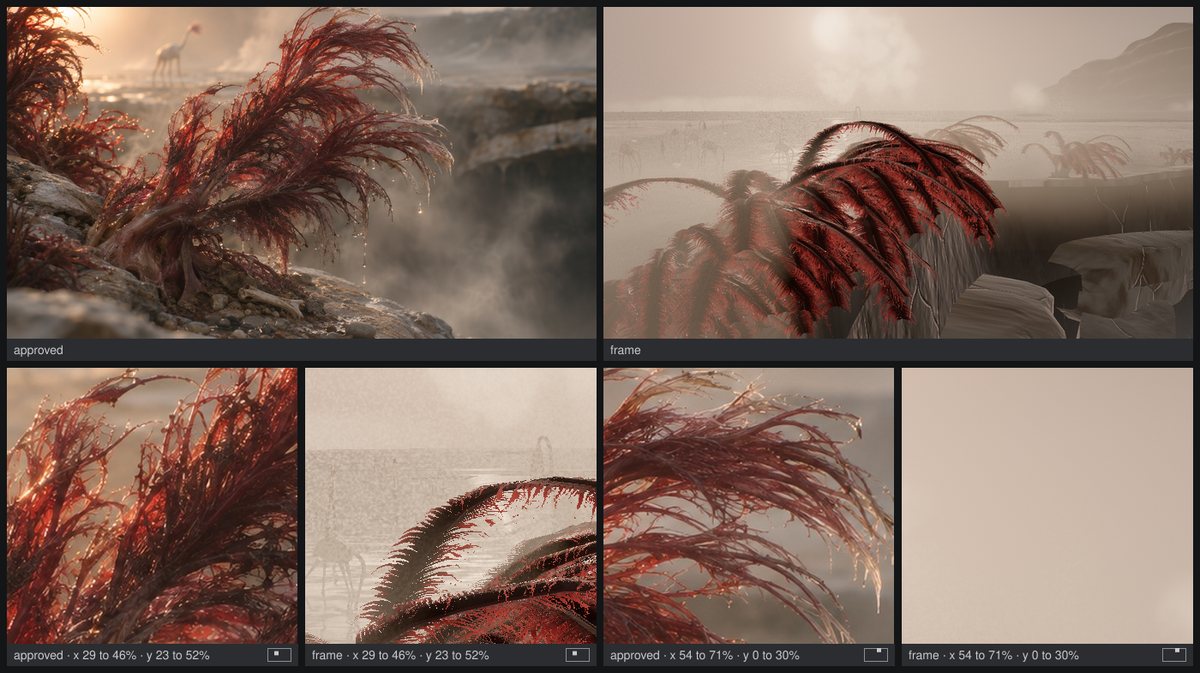 approved
frame
approved · x 29 to 46% · y 23 to 52%
frame · x 29 to 46% · y 23 to 52%
approved · x 54 to 71% · y 0 to 30%
frame · x 54 to 71% · y 0 to 30%